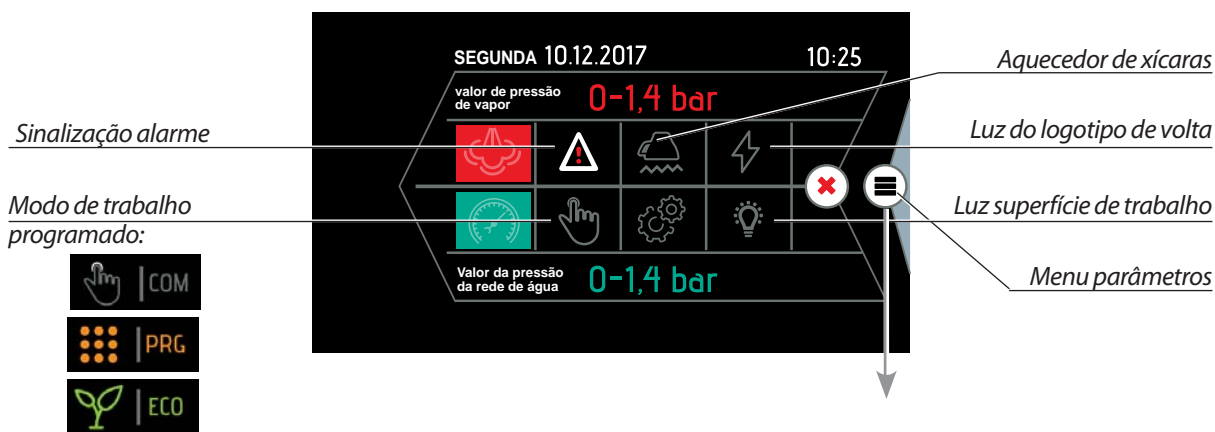 SEGUNDA 10.12.2017 10:25
valor de pressão
de vapor
0-1,4 bar
Aquecedor de xícaras
Sinalização alarme
Luz do logotipo de volta
Modo de trabalho
programado:
Luz superfície de trabalho
Valor da pressão
da rede de água
0-1,4 bar
Menu parâmetros
COM
PRG
ECO